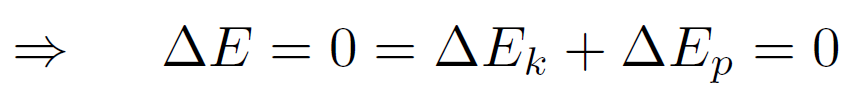 ⇒ ΔE = 0 = ΔE_k + ΔE_p = 0